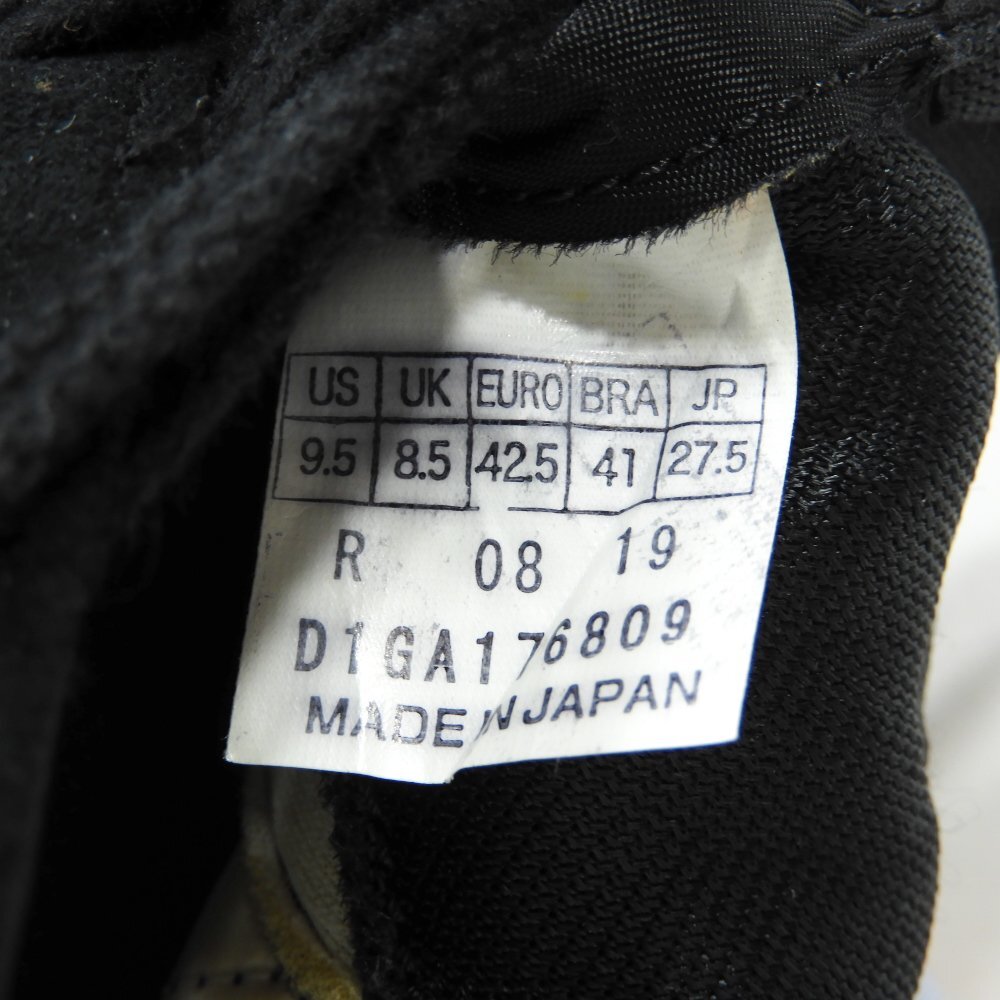 US UK EURO BRA JP
9.5 8.5 42.5 41 27.5
R 08 19
D1GA176809
MADE IN JAPAN